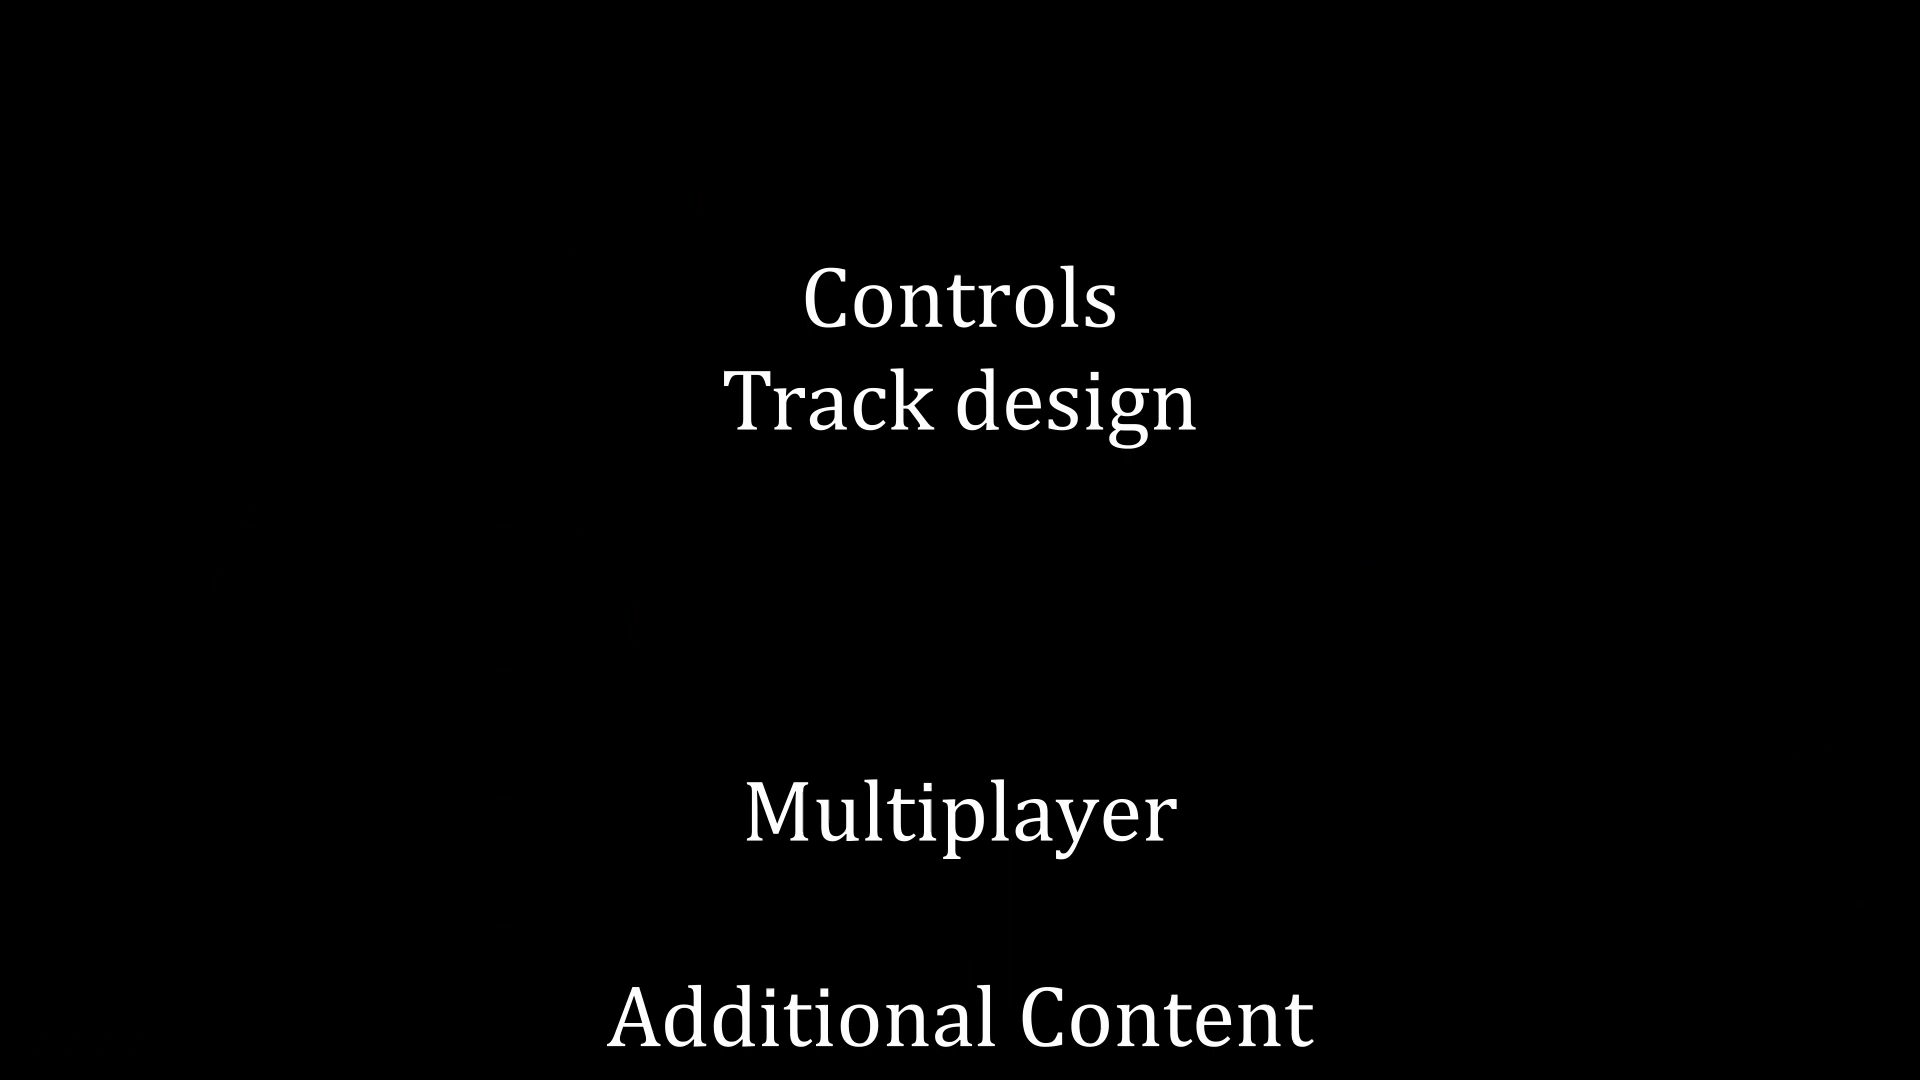 Controls
Track design
Multiplayer
Additional Content